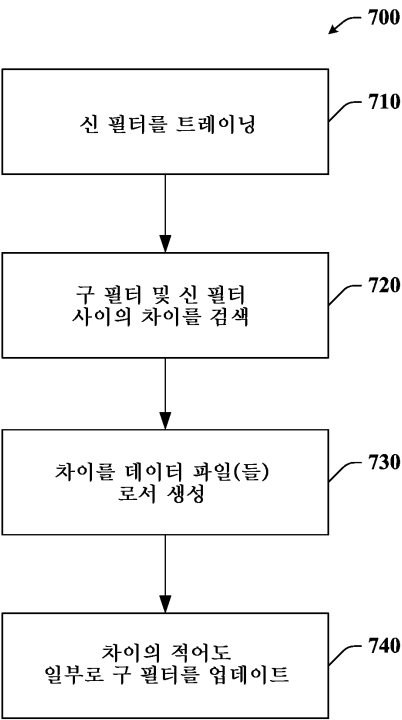 700
신 필터를 트레이닝
710
구 필터 및 신 필터
사이의 차이를 검색
720
차이를 데이터 파일(들)
로서 생성
730
차이의 적어도
일부로 구 필터를 업데이트
740